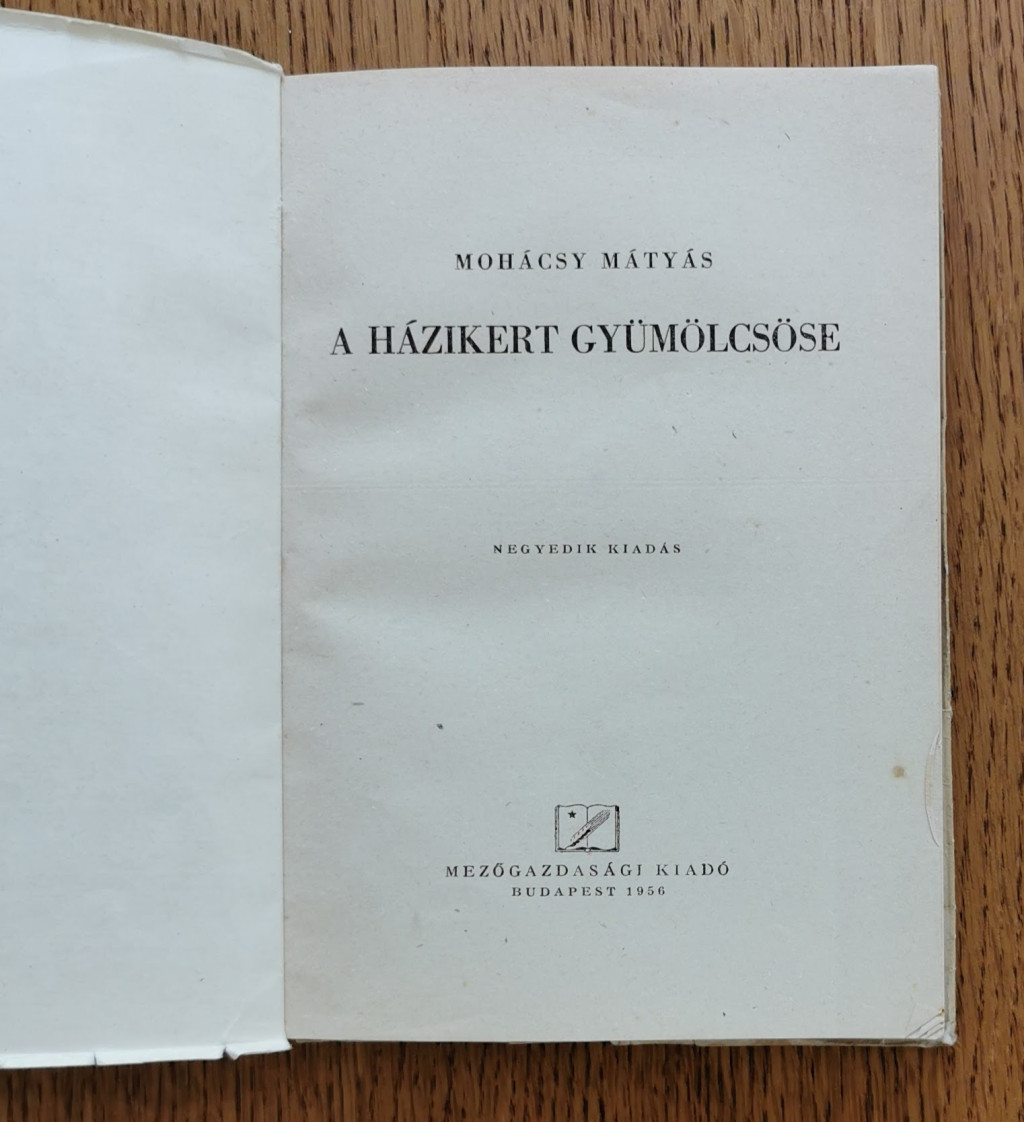 MOHÁCSY MÁTYÁS
A HÁZIKERT GYÜMÖLCSÖSE
NEGYEDIK KIADÁS
MEZŐGAZDASÁGI KIADÓ
BUDAPEST 1956